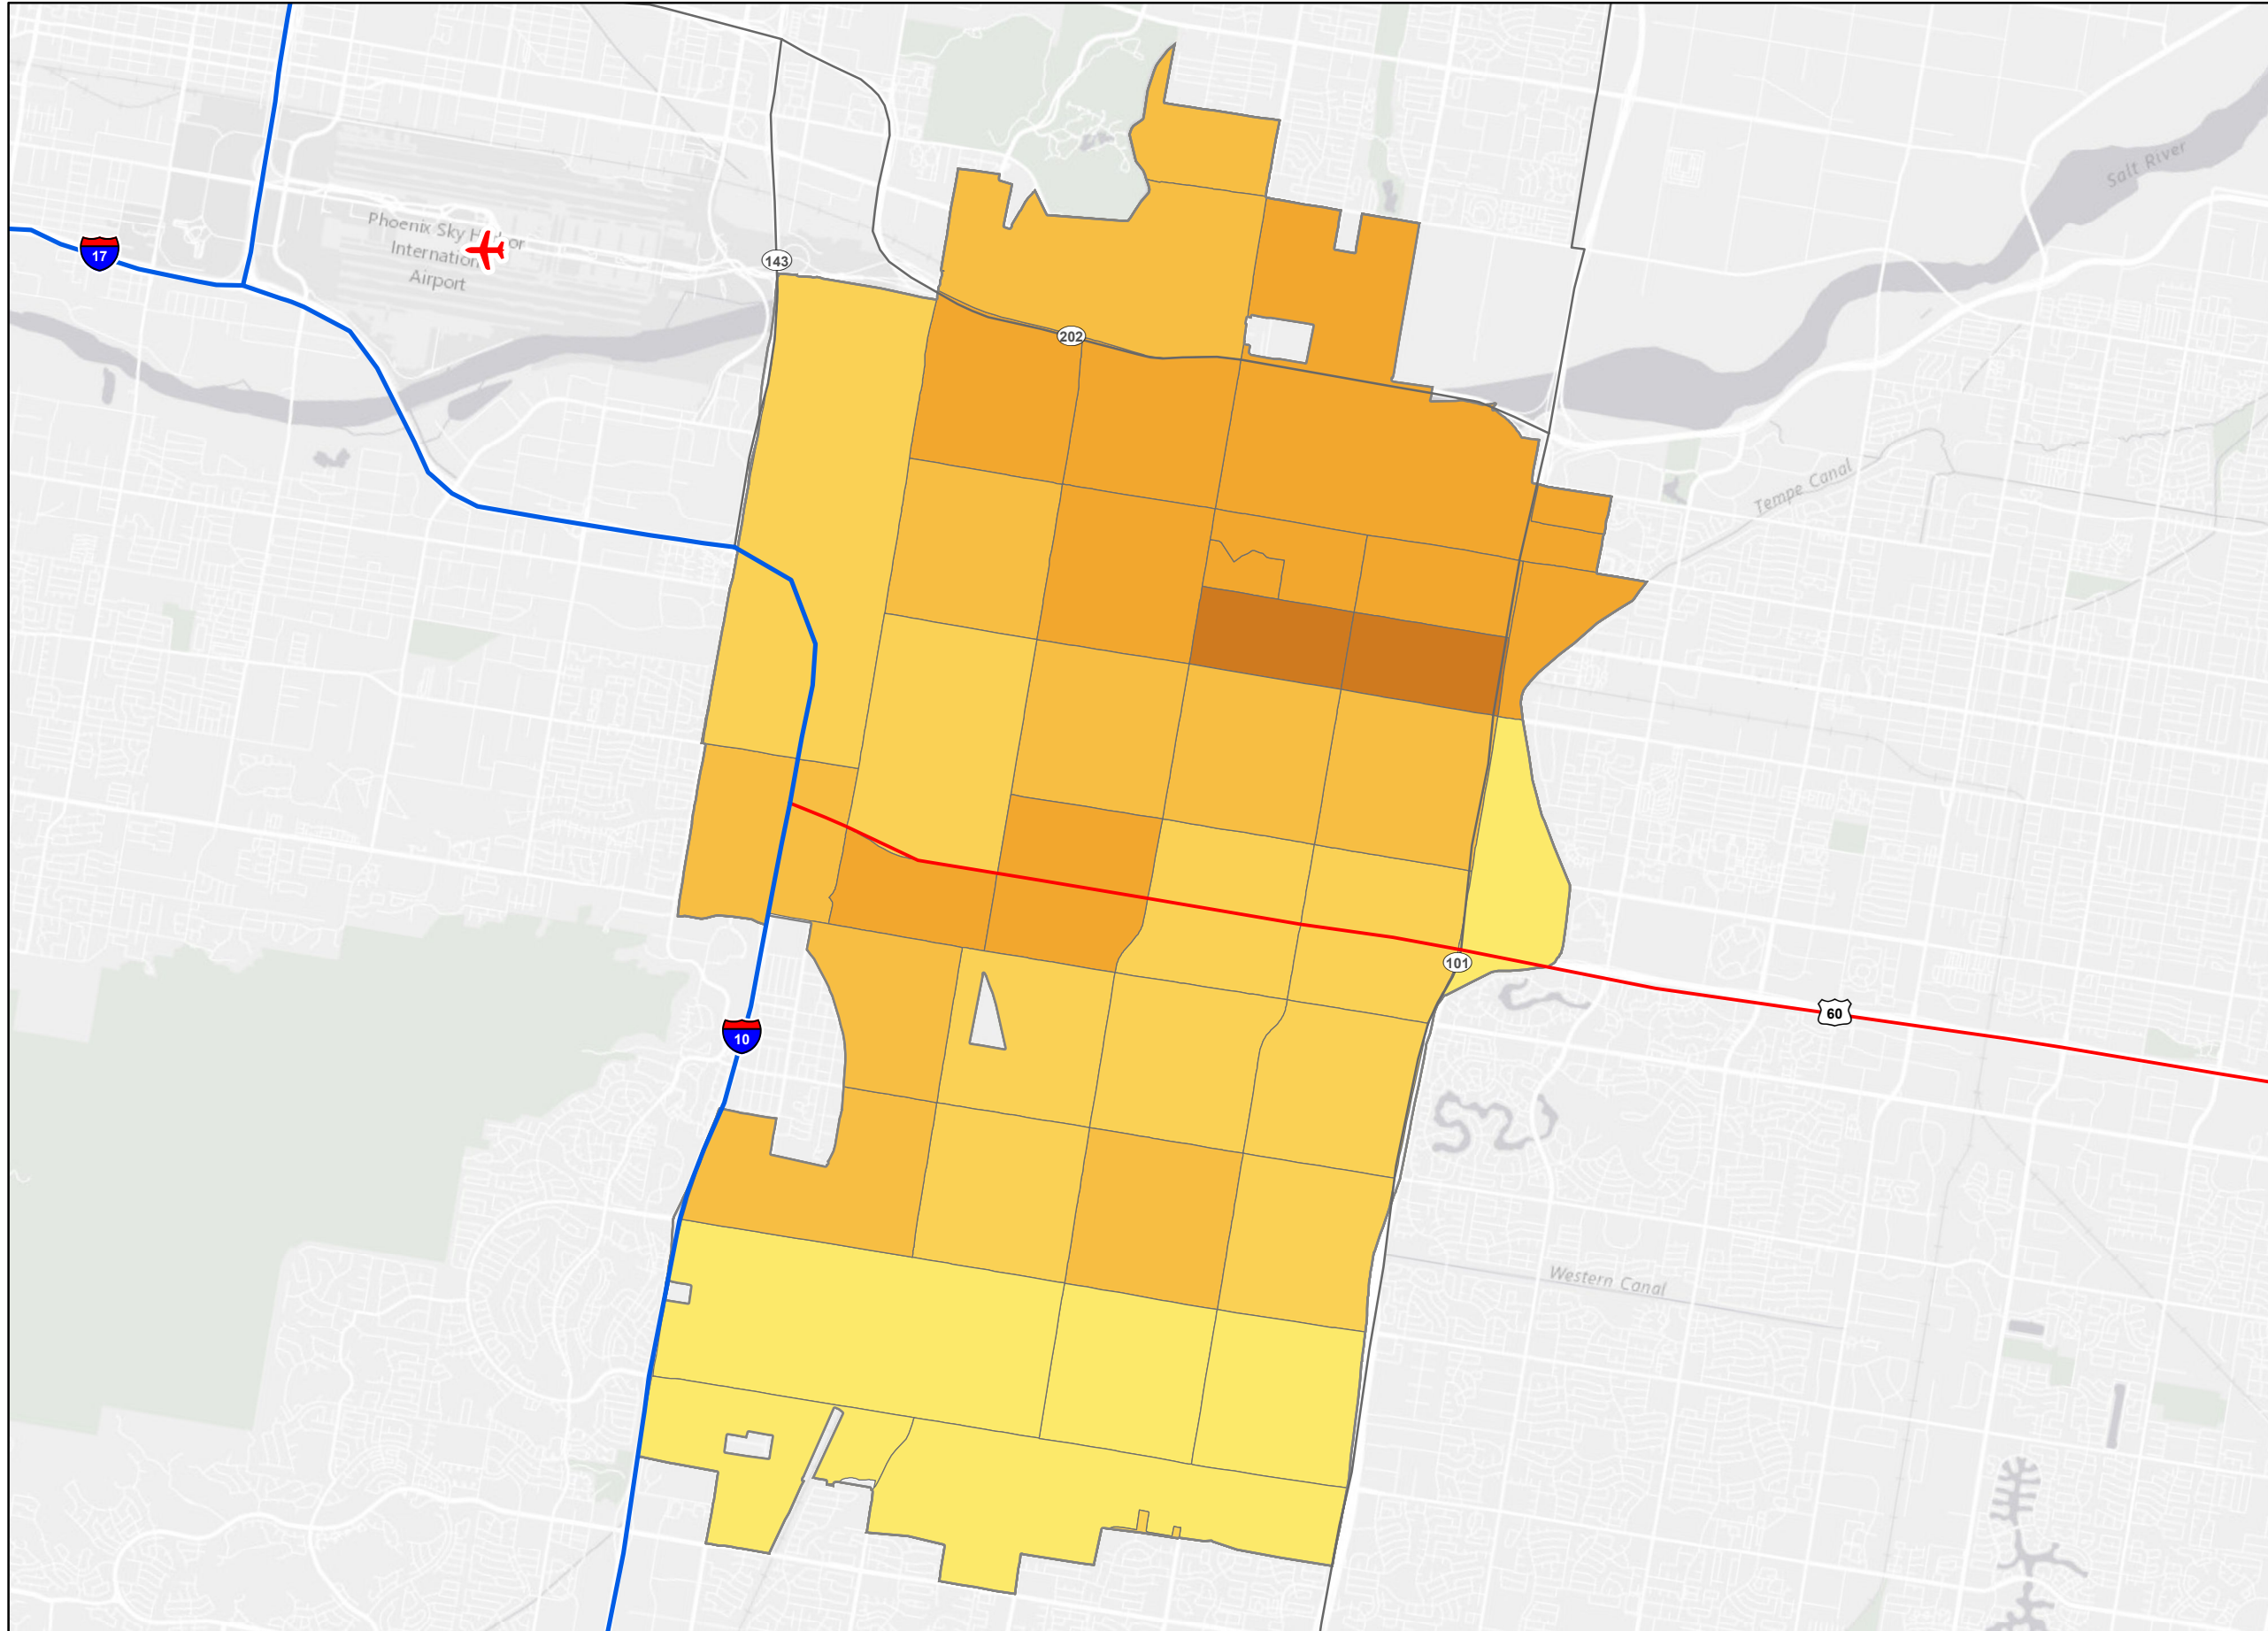 Salt River
Phoenix Sky Harbor
International
Airport
17
143
202
Tempe Canal
101
60
10
Western Canal